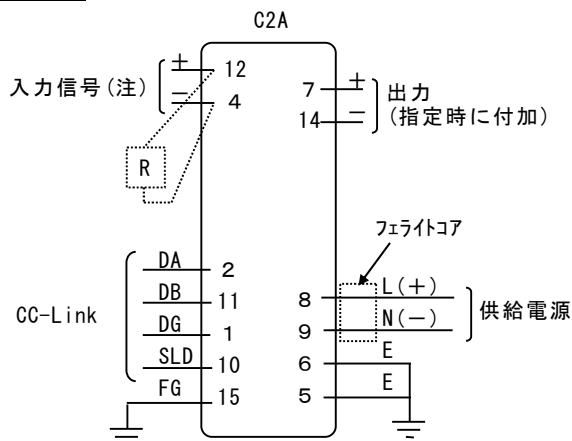 C2A
入力信号(注)
+
12
−
4
R
7
+
14
−
出力
(指定時に付加)
フェライトコア
CC-Link
DA
2
DB
11
DG
1
SLD
10
FG
15
8
L(+)
9
N(−)
供給電源
6
E
5
E